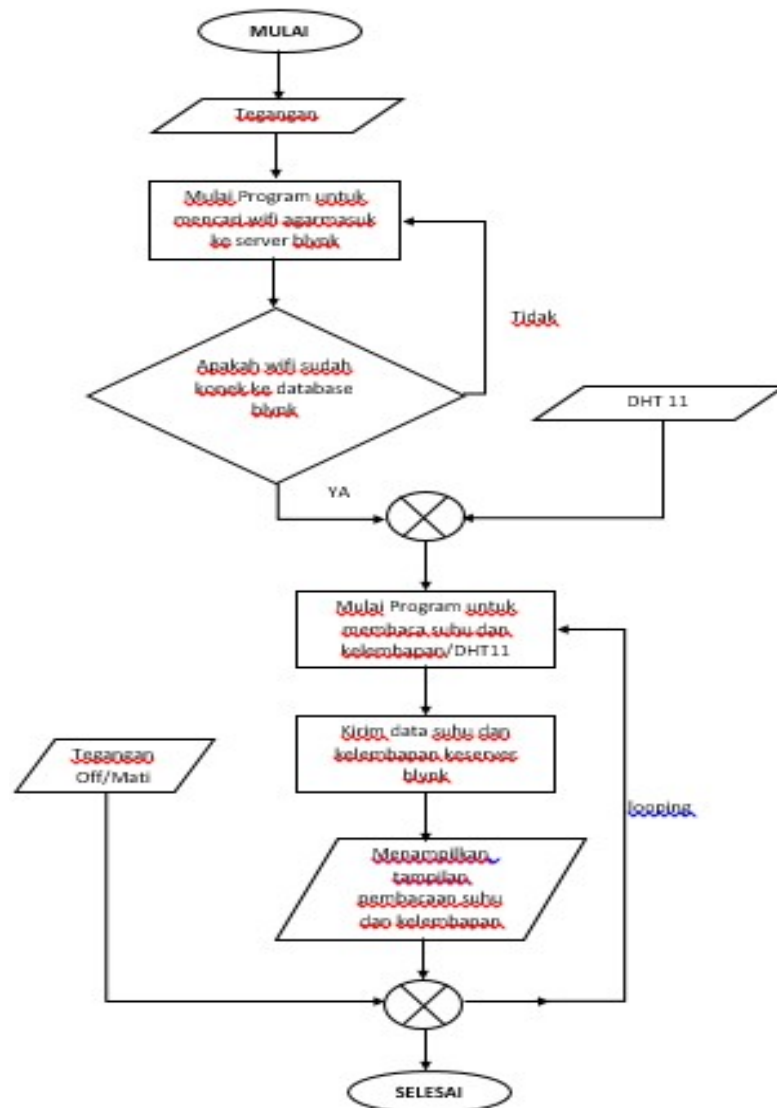 MULAI
Tegangan
Mulai Program untuk
mencari wifi agarmasuk
ke server blynk
Tidak
Apakah wifi sudah
konek ke database
blynk
DHT 11
YA
Mulai Program untuk
membaca suhu dan
kelembapan/DHT11
Kirim data suhu dan
kelembapan keserver
blynk
Tegangan
Off/Mati
looping
Menampilkan
tampilan
pembacaan suhu
dan kelembapan
SELESAI